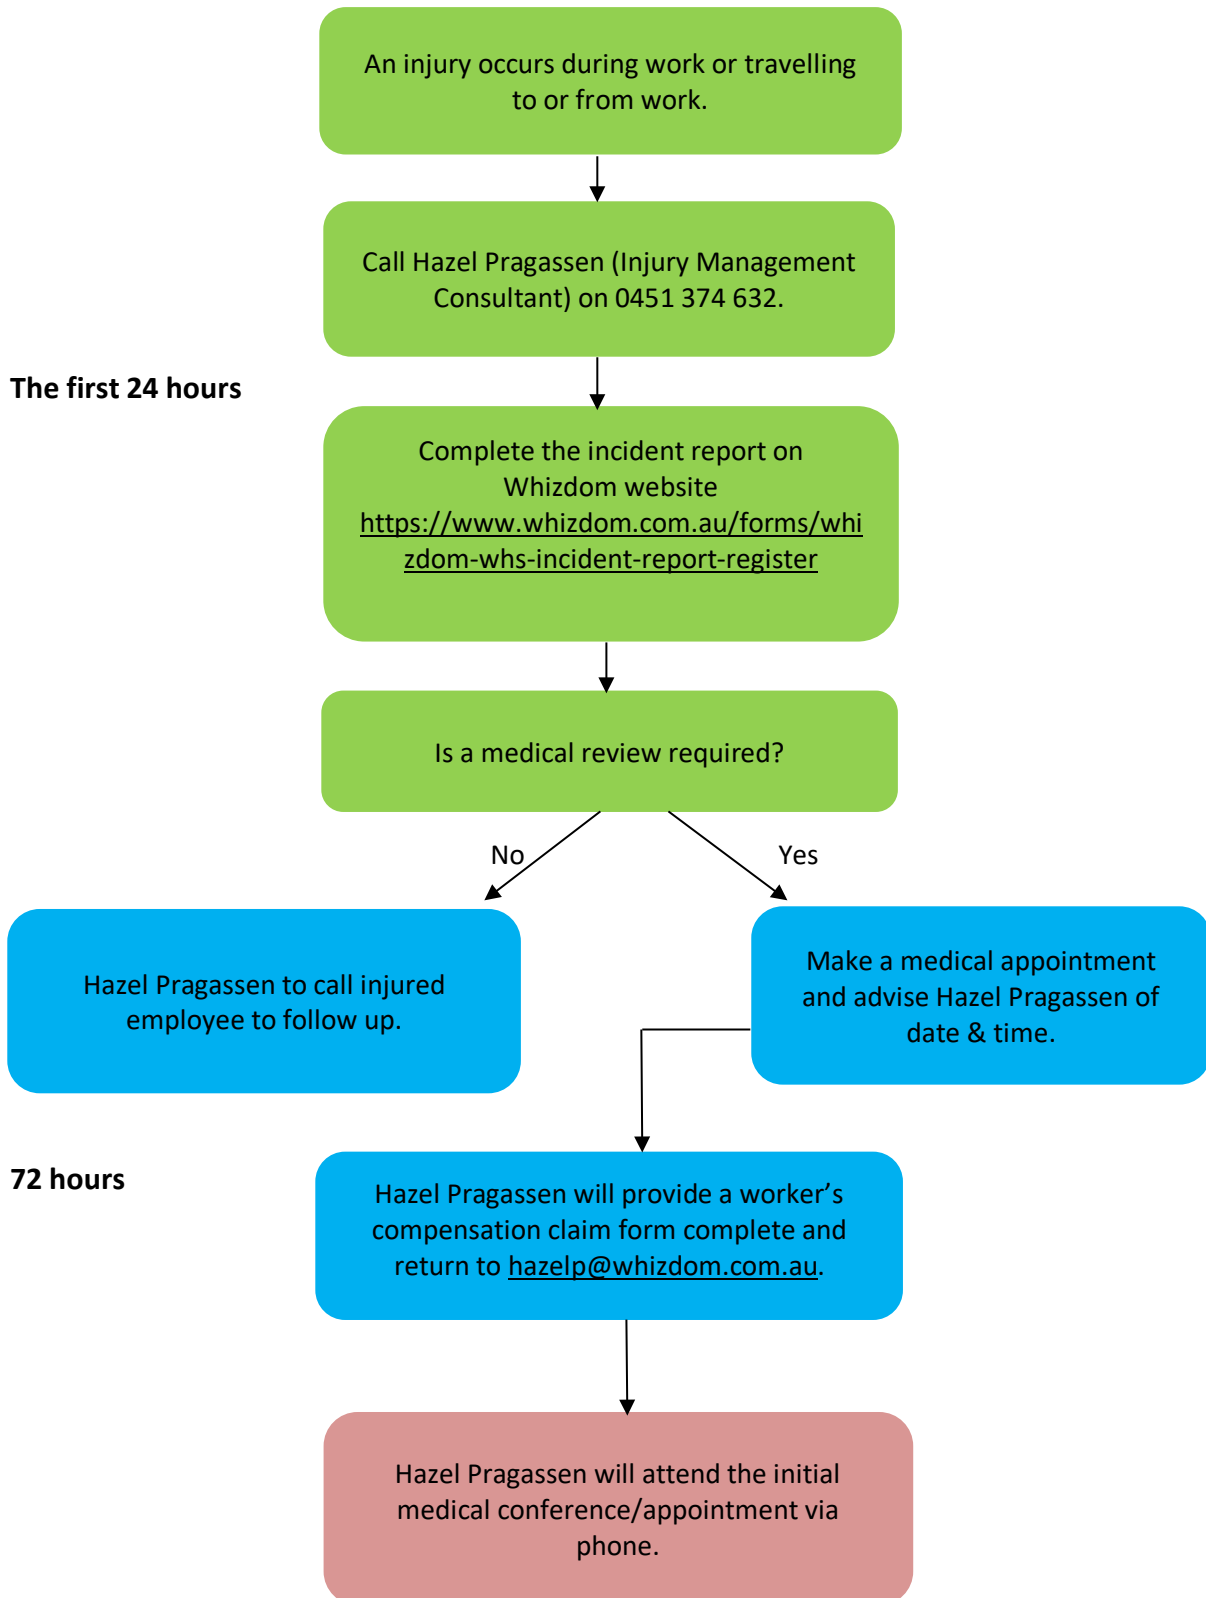 An injury occurs during work or travelling
to or from work.
Call Hazel Pragassen (Injury Management
Consultant) on 0451 374 632.
The first 24 hours
Complete the incident report on
Whizdom website
https://www.whizdom.com.au/forms/whi
zdom-whs-incident-report-register
Is a medical review required?
No
Yes
Hazel Pragassen to call injured
employee to follow up.
Make a medical appointment
and advise Hazel Pragassen of
date & time.
72 hours
Hazel Pragassen will provide a worker’s
compensation claim form complete and
return to hazelp@whizdom.com.au.
Hazel Pragassen will attend the initial
medical conference/appointment via
phone.